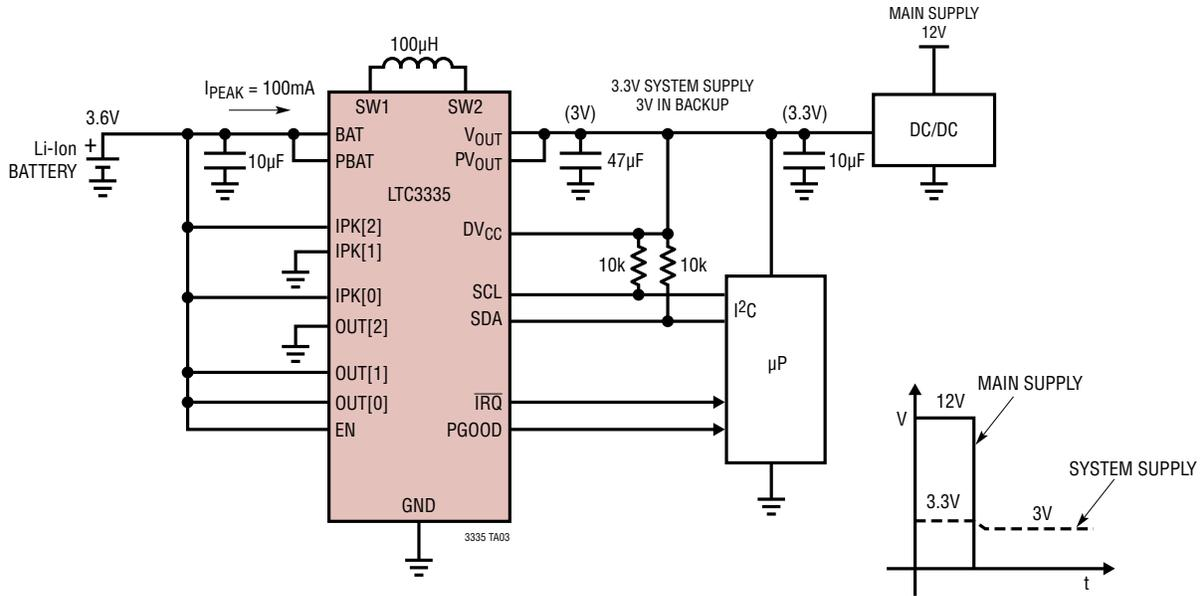 MAIN SUPPLY
12V
100µH
IPEAK = 100mA
SW1
SW2
3.3V SYSTEM SUPPLY
3V IN BACKUP
3.6V
(3V)
(3.3V)
DC/DC
Li-Ion
BATTERY
+
10µF
BAT
PBAT
VOUT
PVOUT
47µF
10µF
LTC3335
IPK[2]
IPK[1]
DVCC
10k
10k
IPK[0]
SCL
I2C
OUT[2]
SDA
µP
OUT[1]
OUT[0]
IRQ
EN
PGOOD
GND
3335 TA03
MAIN SUPPLY
12V
V
SYSTEM SUPPLY
3.3V
3V
t